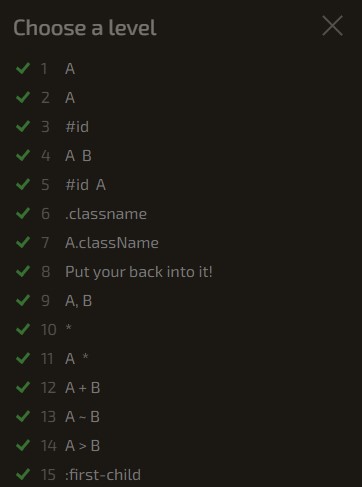 Choose a level
1 A
2 A
3 #id
4 A B
5 #id A
6 .classname
7 A.className
8 Put your back into it!
9 A, B
10 *
11 A *
12 A + B
13 A ~ B
14 A > B
15 :first-child